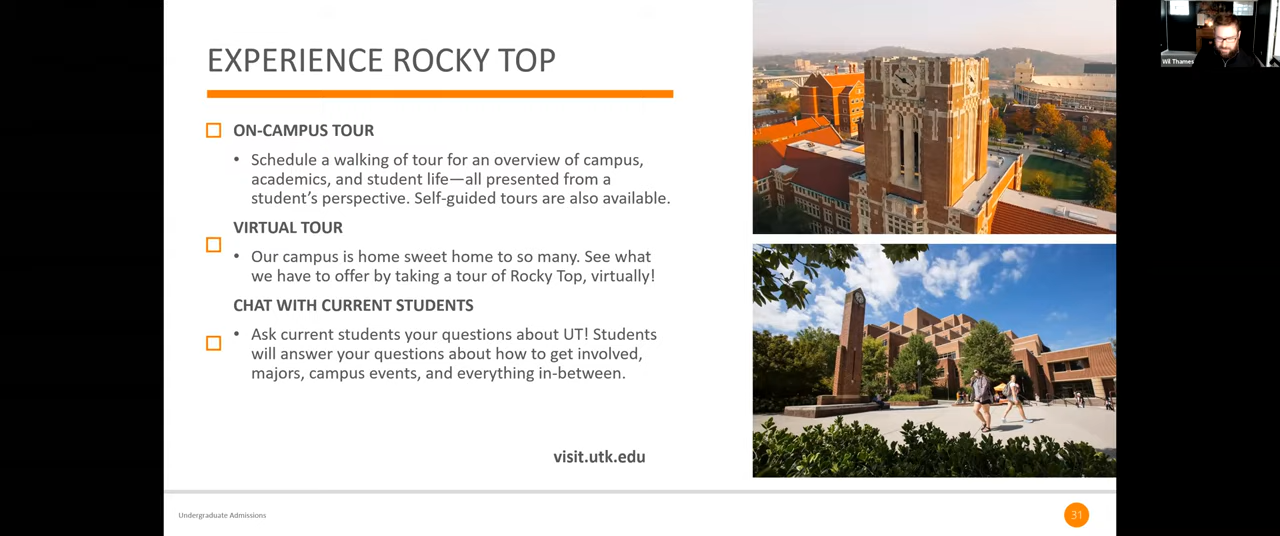 EXPERIENCE ROCKY TOP
ON-CAMPUS TOUR
• Schedule a walking of tour for an overview of campus,
academics, and student life—all presented from a
student's perspective. Self-guided tours are also available.
VIRTUAL TOUR
• Our campus is home sweet home to so many. See what
we have to offer by taking a tour of Rocky Top, virtually!
CHAT WITH CURRENT STUDENTS
• Ask current students your questions about UT! Students
will answer your questions about how to get involved,
majors, campus events, and everything in-between.
visit.utk.edu
Undergraduate Admissions
31
Wil Thames